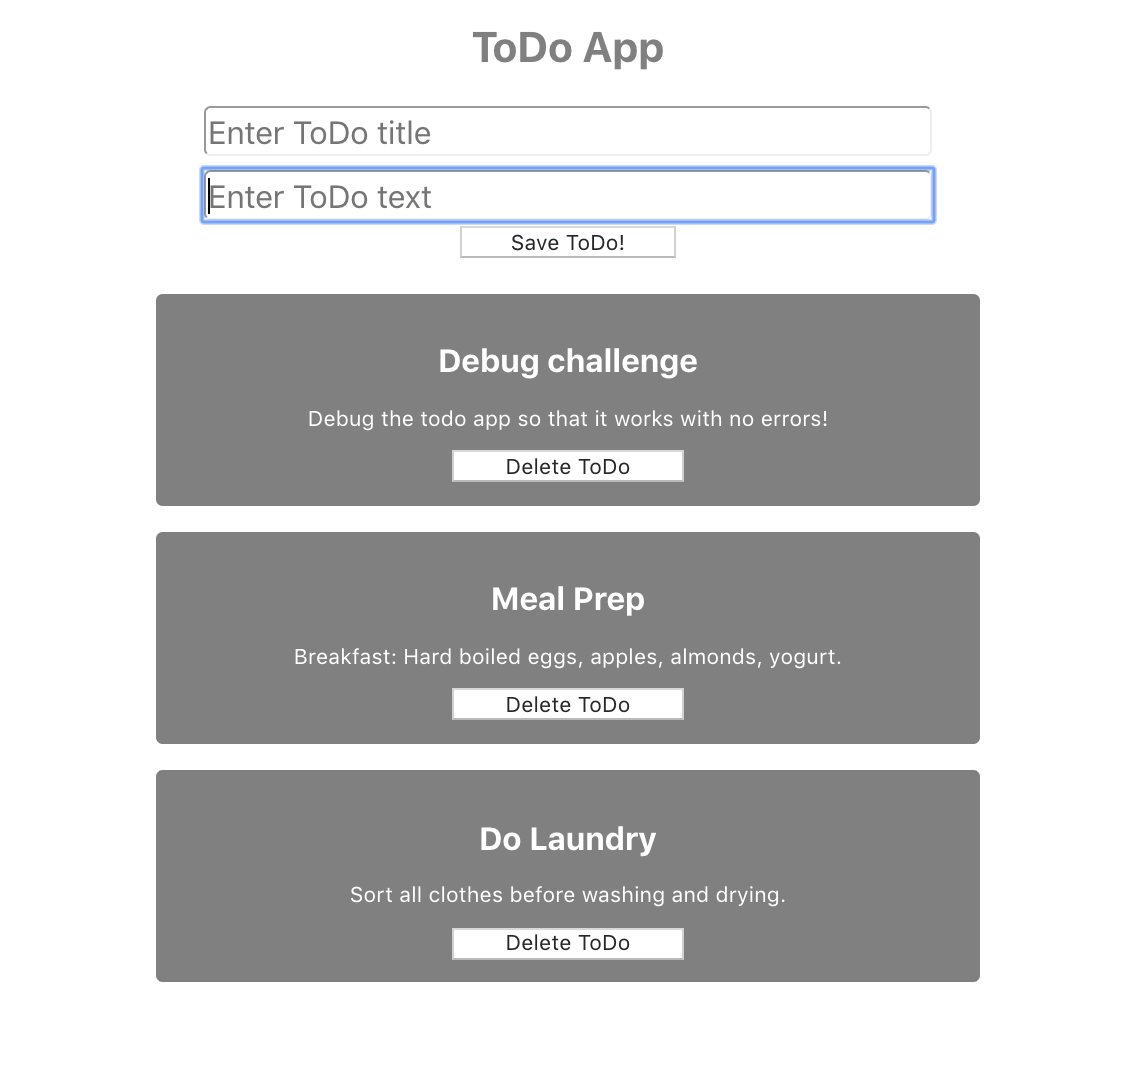 ToDo App
Enter ToDo title
Enter ToDo text
Save ToDo!
Debug challenge
Debug the todo app so that it works with no errors!
Delete ToDo
Meal Prep
Breakfast: Hard boiled eggs, apples, almonds, yogurt.
Delete ToDo
Do Laundry
Sort all clothes before washing and drying.
Delete ToDo